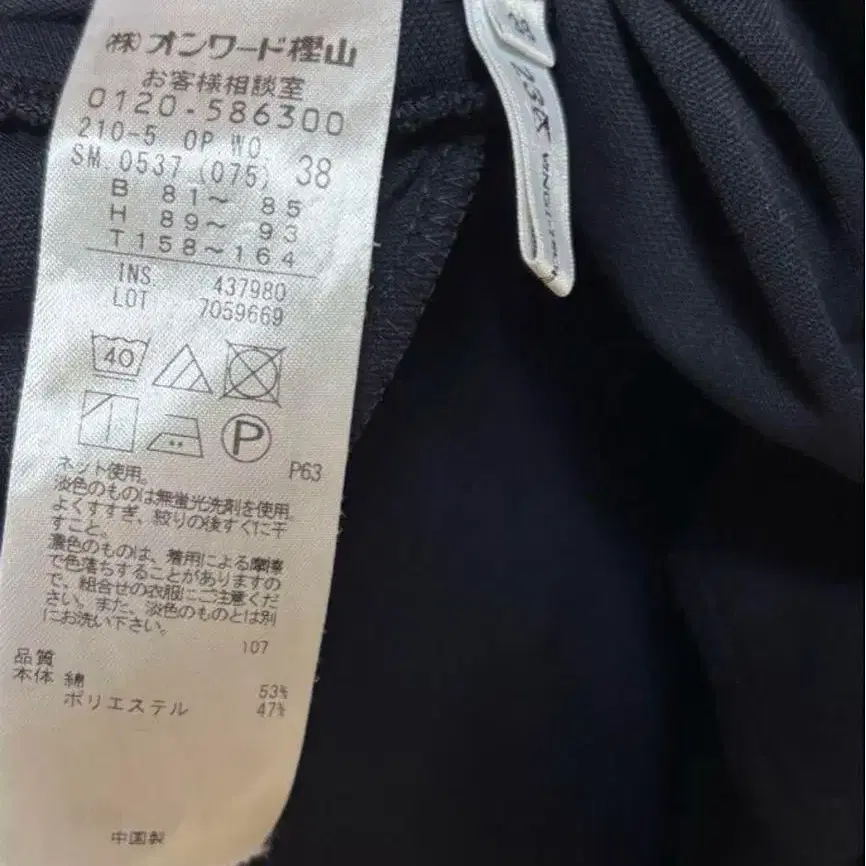 (株)オンワード樫山
お客様相談室
0120-586300
210-5 OP WO
SM. 0537 (075) 38
B 81～ 85
H 89～ 93
T158～164
INS. 437980
LOT 7059669
40
P
P63
ネット使用。
淡色のものは無蛍光洗剤を使用。
よくすすぎ、絞りの後すぐに干
すこと。
濃色のものは、着用による摩擦
で色落ちすることがありますの
で、組合せの衣服にご注意くだ
さい。また、淡色のものとは別
にお洗い下さい。
107
品質
本体 綿 53%
ポリエステル 47%
中国製